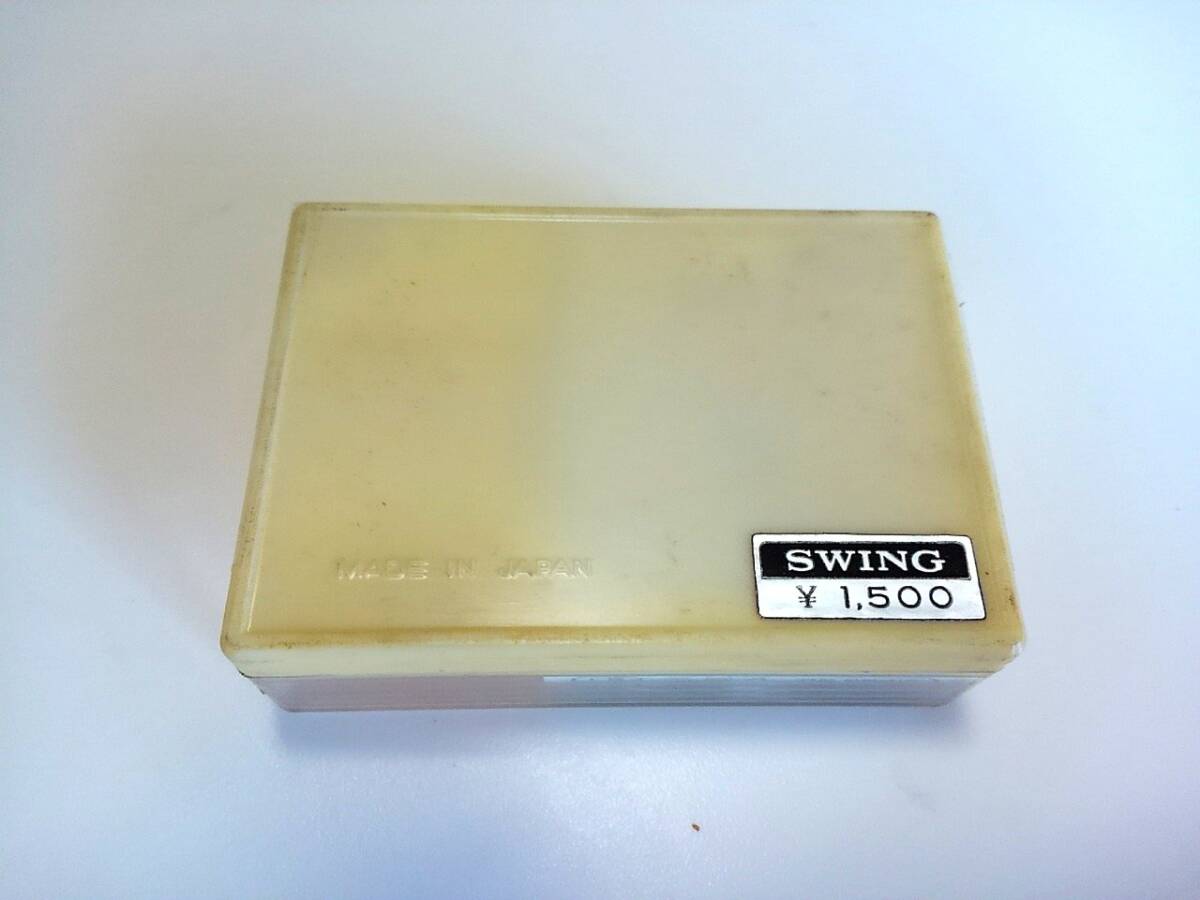 MADE IN JAPAN
SWING
¥ 1,500